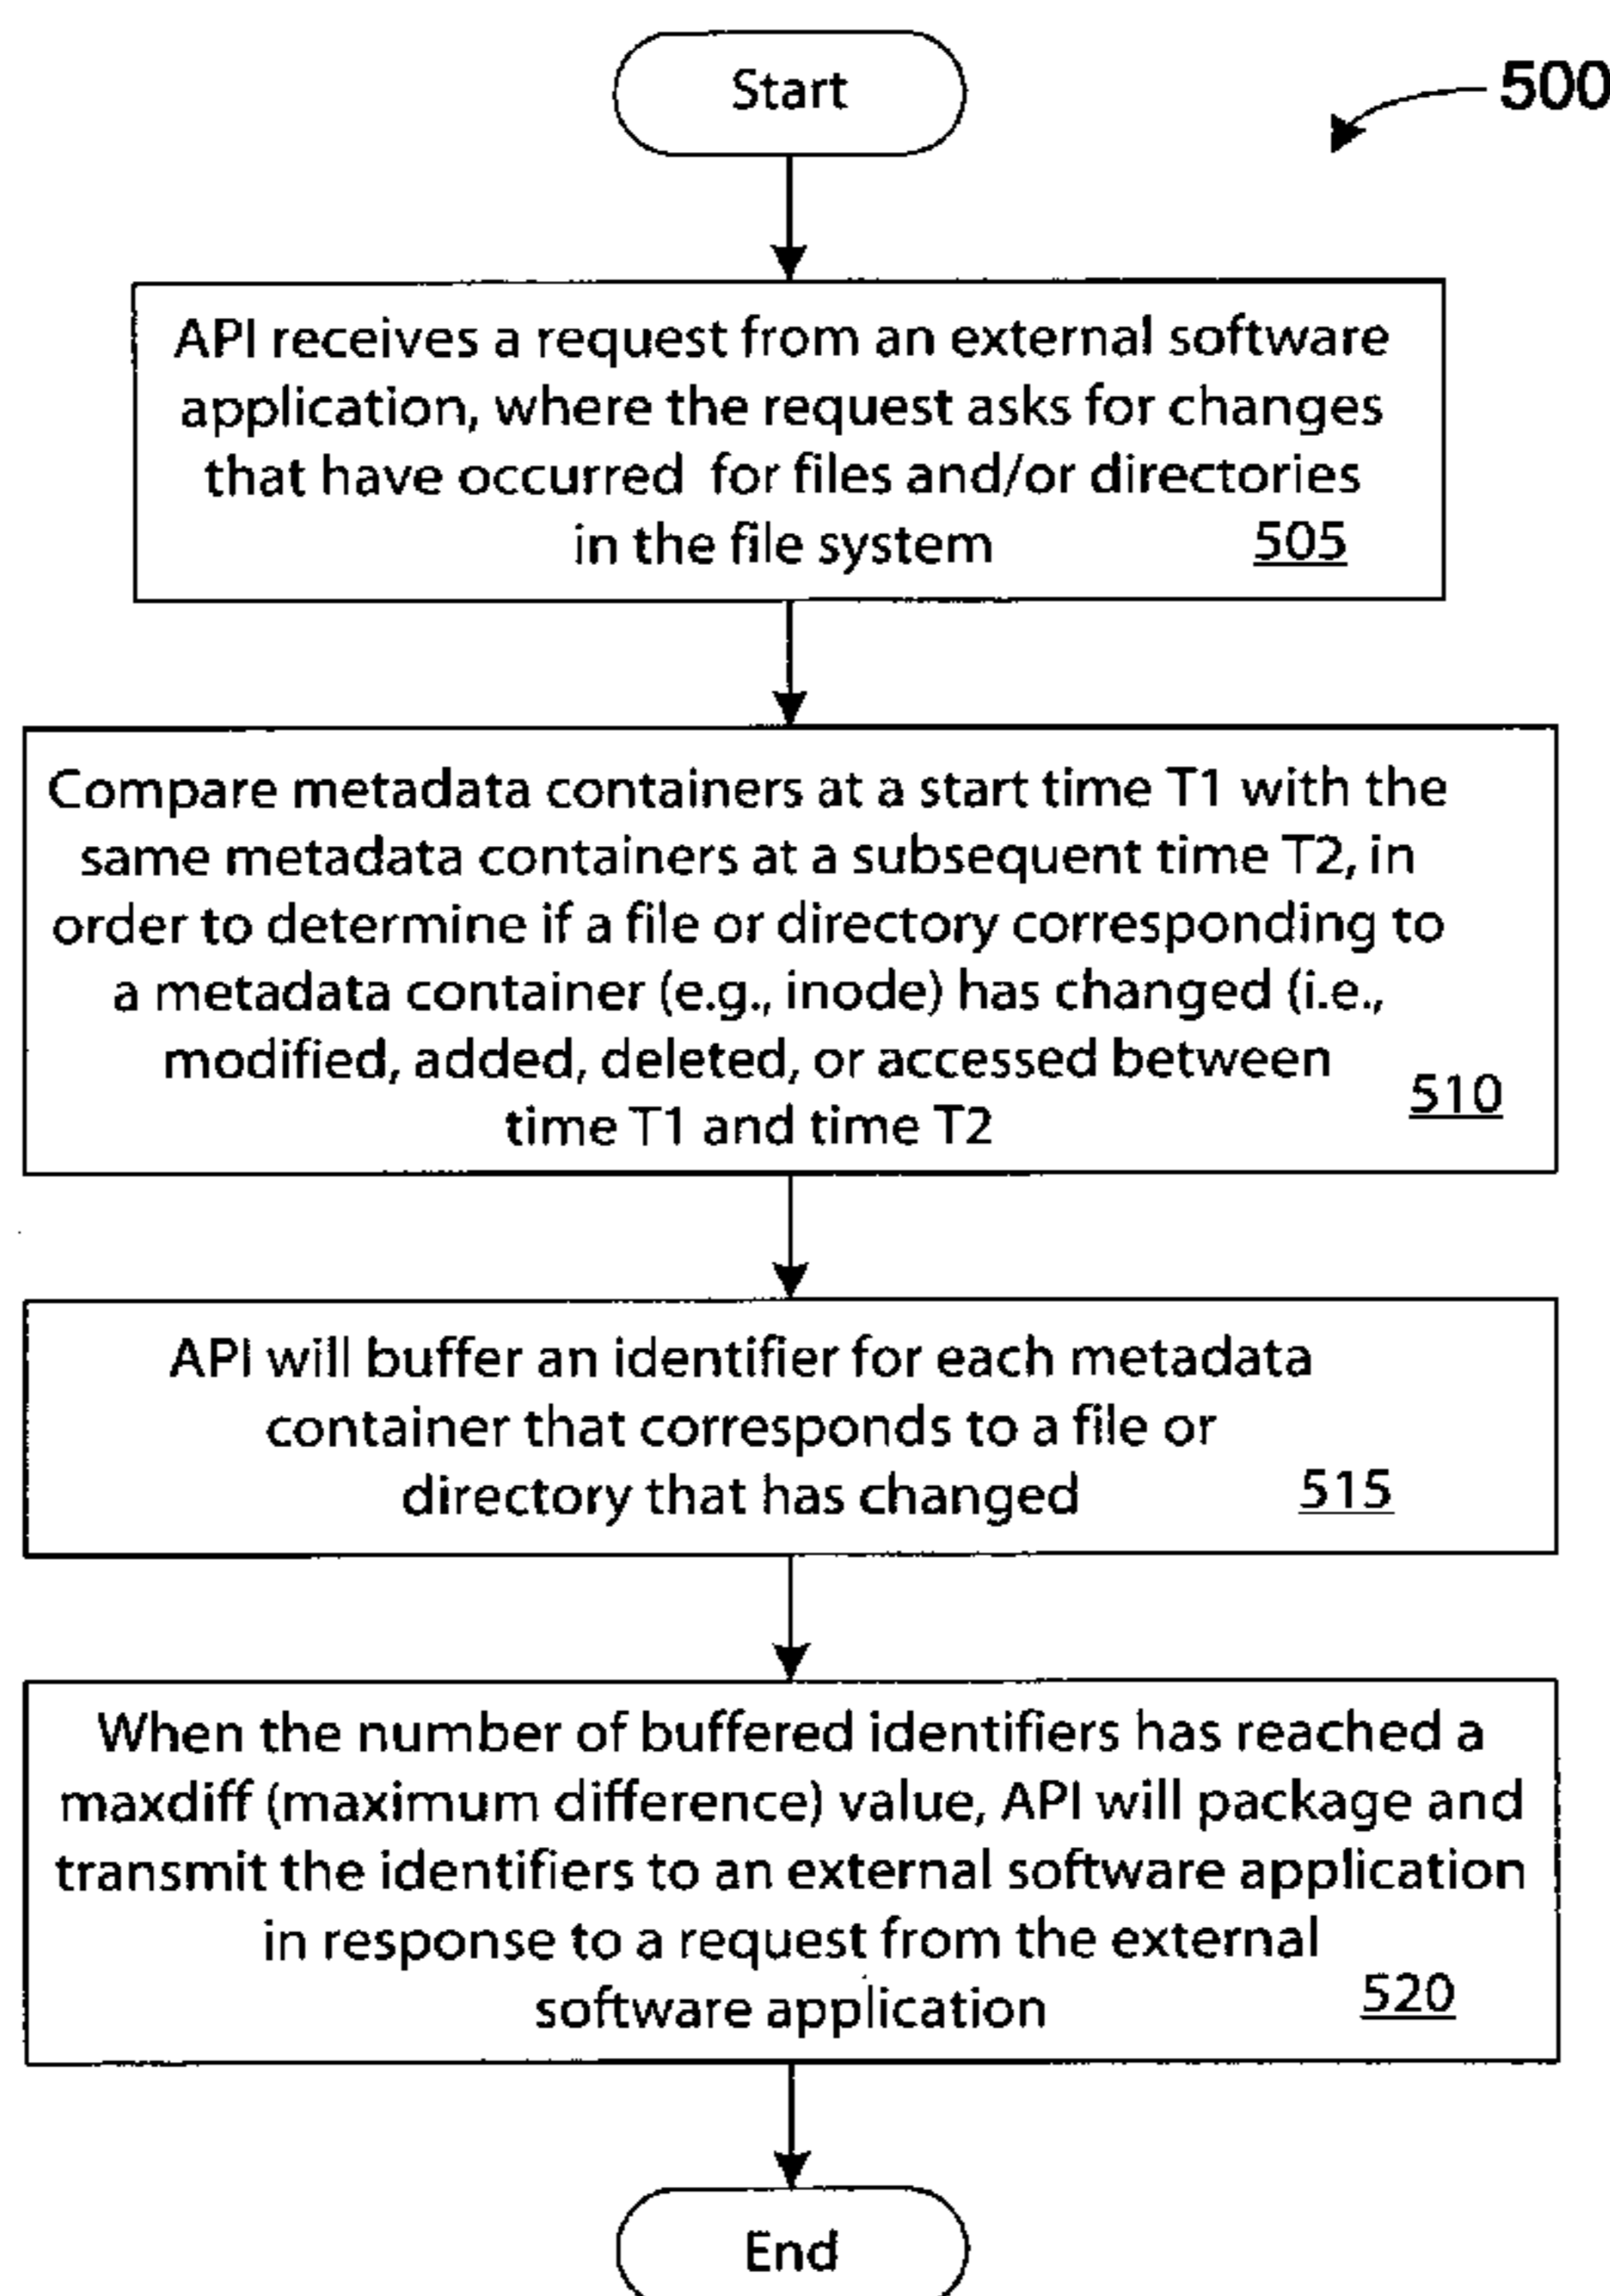 Start
500
API receives a request from an external software
application, where the request asks for changes
that have occurred for files and/or directories
in the file system 505
Compare metadata containers at a start time T1 with the
same metadata containers at a subsequent time T2, in
order to determine if a file or directory corresponding to
a metadata container (e.g., inode) has changed (i.e.,
modified, added, deleted, or accessed between
time T1 and time T2 510
API will buffer an identifier for each metadata
container that corresponds to a file or
directory that has changed 515
When the number of buffered identifiers has reached a
maxdiff (maximum difference) value, API will package and
transmit the identifiers to an external software application
in response to a request from the external
software application 520
End